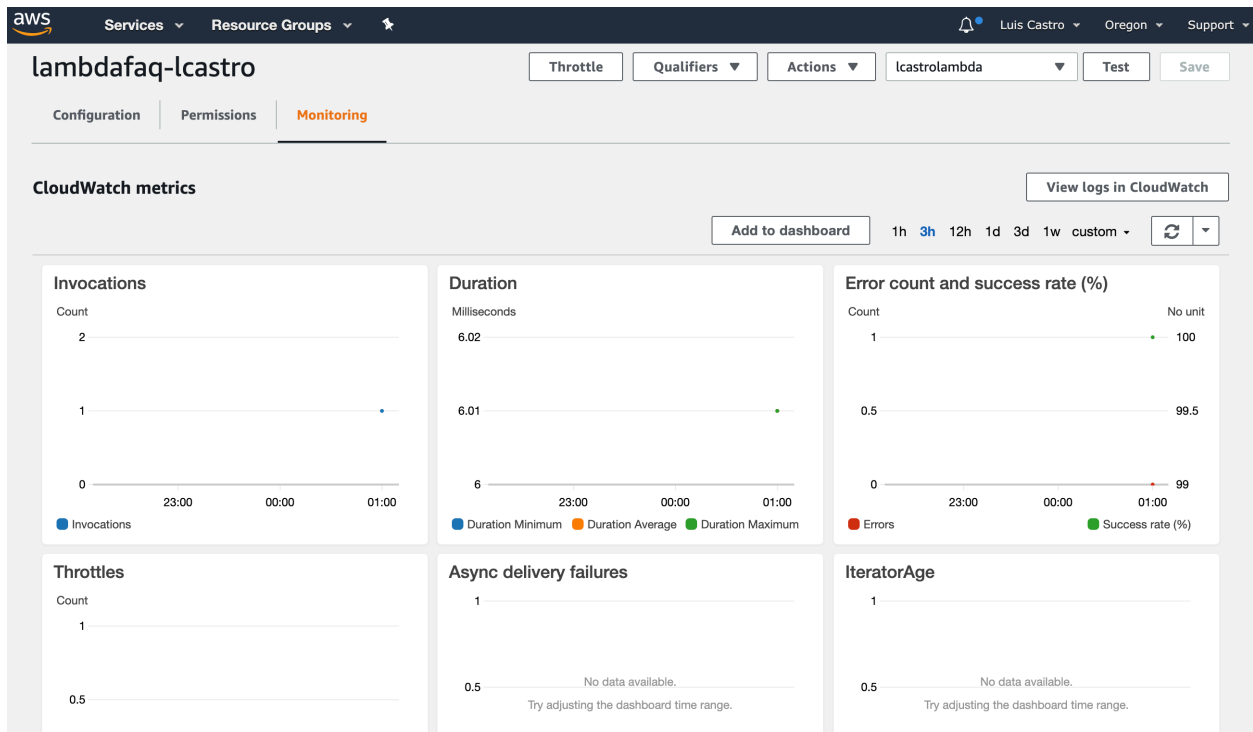 aws Services Resource Groups Luis Castro Oregon Support
lambdafaq-lcastro Throttle Qualifiers Actions lcastrolambda Test Save
Configuration Permissions Monitoring
CloudWatch metrics View logs in CloudWatch
Add to dashboard 1h 3h 12h 1d 3d 1w custom
Invocations
Count
2
1
0
23:00 00:00 01:00
Invocations
Duration
Milliseconds
6.02
6.01
6
23:00 00:00 01:00
Duration Minimum Duration Average Duration Maximum
Error count and success rate (%)
Count No unit
1 100
0.5 99.5
0 99
23:00 00:00 01:00
Errors Success rate (%)
Throttles
Count
1
0.5
Async delivery failures
1
No data available.
0.5
Try adjusting the dashboard time range.
IteratorAge
1
No data available.
0.5
Try adjusting the dashboard time range.